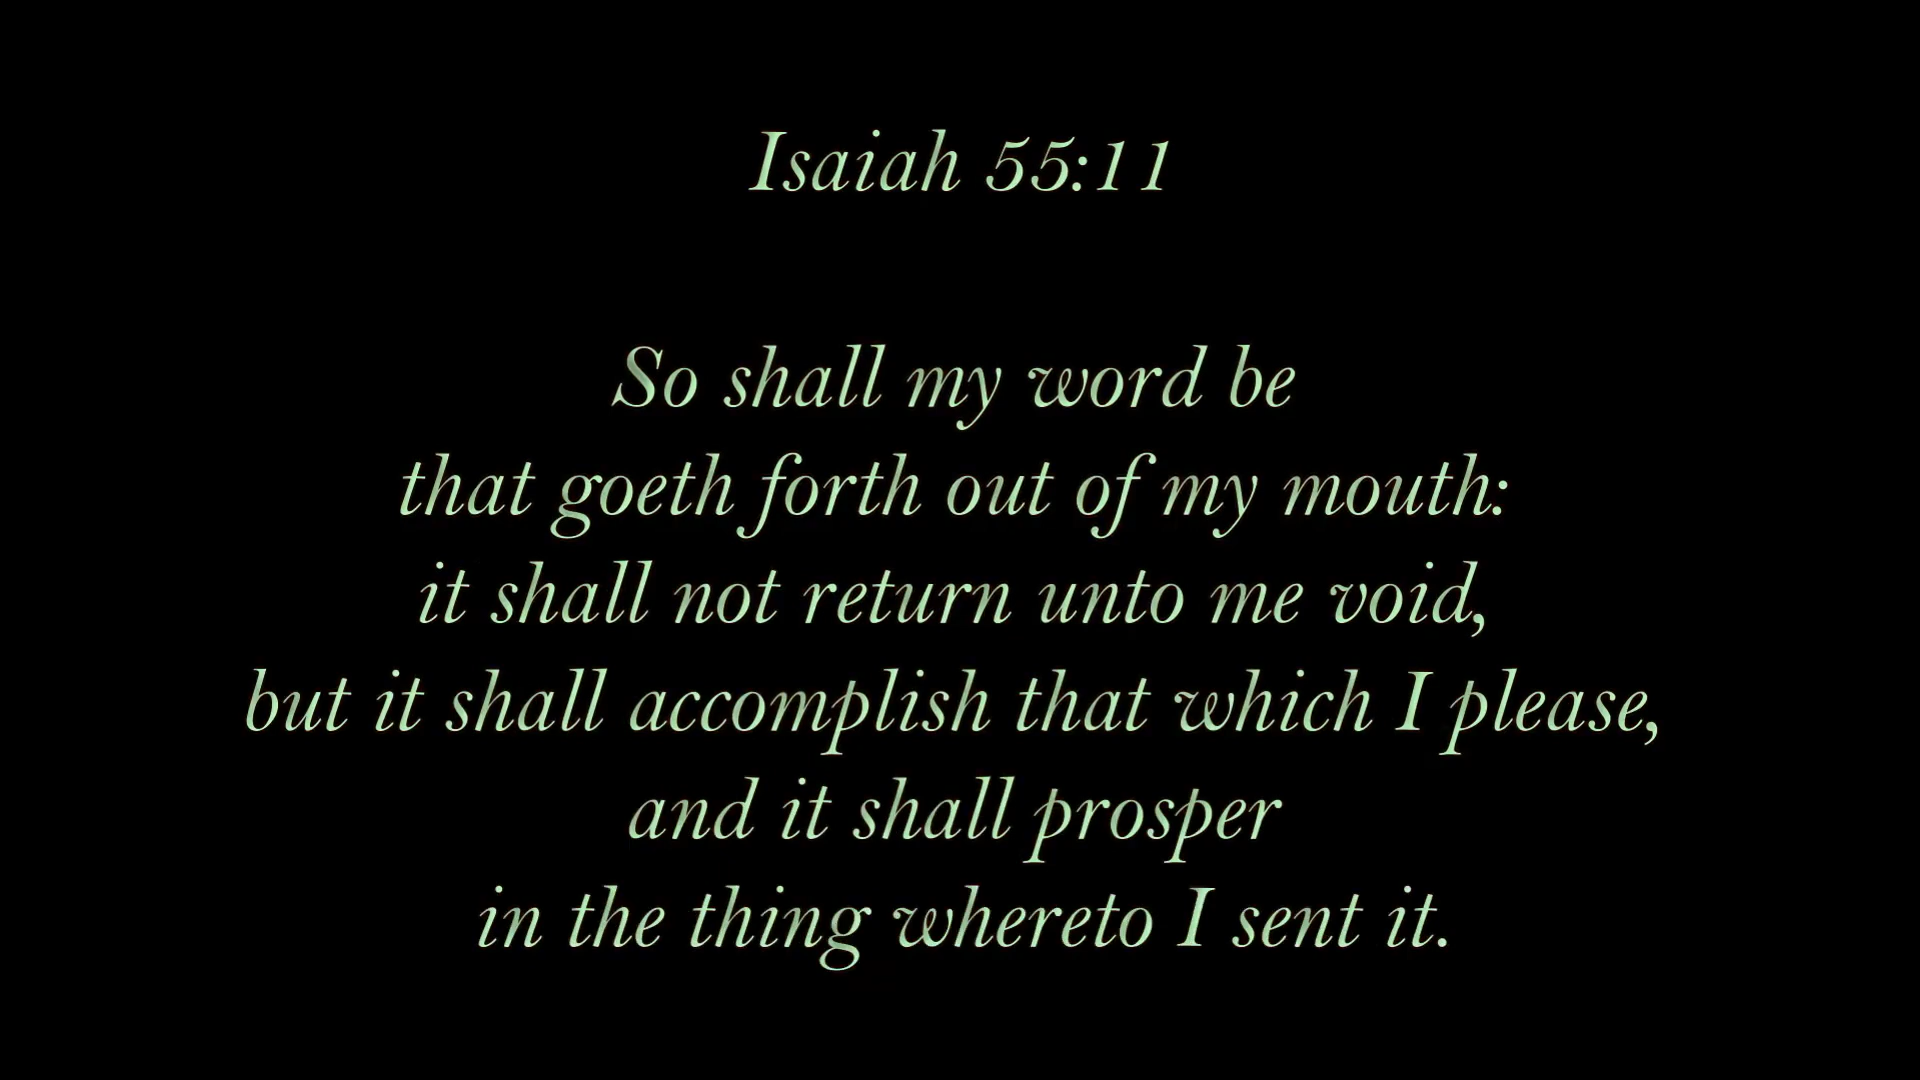 Isaiah 55:11
So shall my word be
that goeth forth out of my mouth:
it shall not return unto me void,
but it shall accomplish that which I please,
and it shall prosper
in the thing whereto I sent it.